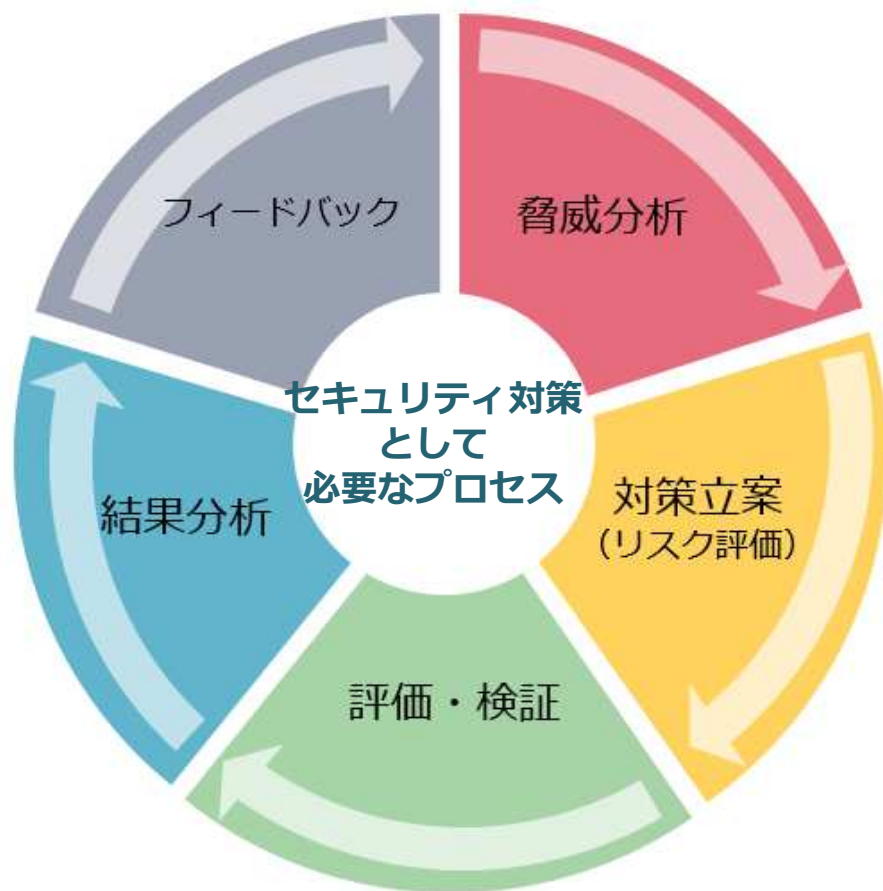 セキュリティ対策
として
必要なプロセス
脅威分析
対策立案
（リスク評価）
評価・検証
結果分析
フィードバック